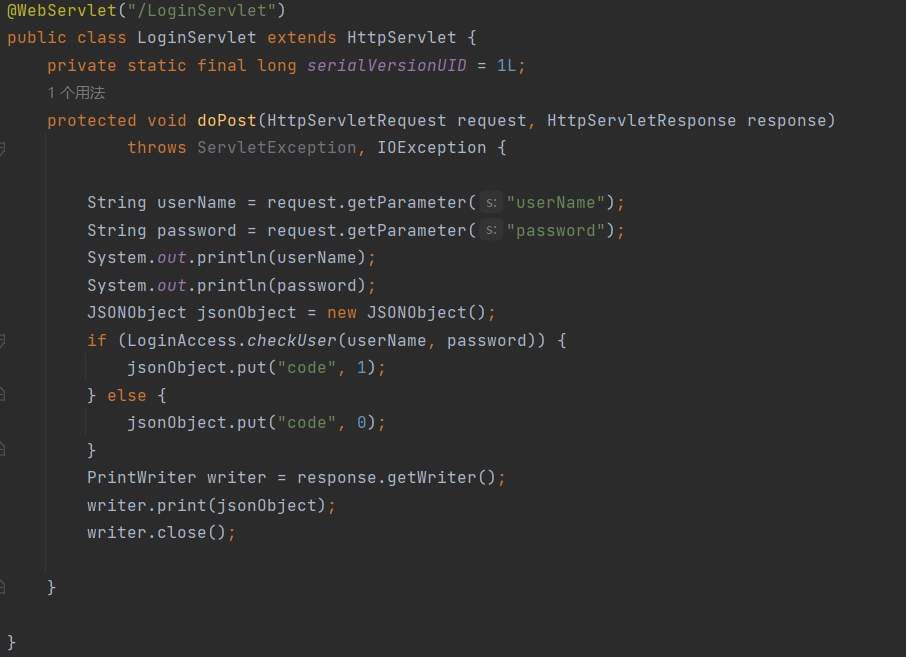 @WebServlet("/LoginServlet")
public class LoginServlet extends HttpServlet {
    private static final long serialVersionUID = 1L;
    1 个用法
    protected void doPost(HttpServletRequest request, HttpServletResponse response)
            throws ServletException, IOException {
        String userName = request.getParameter( s: "userName");
        String password = request.getParameter( s: "password");
        System.out.println(userName);
        System.out.println(password);
        JSONObject jsonObject = new JSONObject();
        if (LoginAccess.checkUser(userName, password)) {
            jsonObject.put("code", 1);
        } else {
            jsonObject.put("code", 0);
        }
        PrintWriter writer = response.getWriter();
        writer.print(jsonObject);
        writer.close();
    }
}